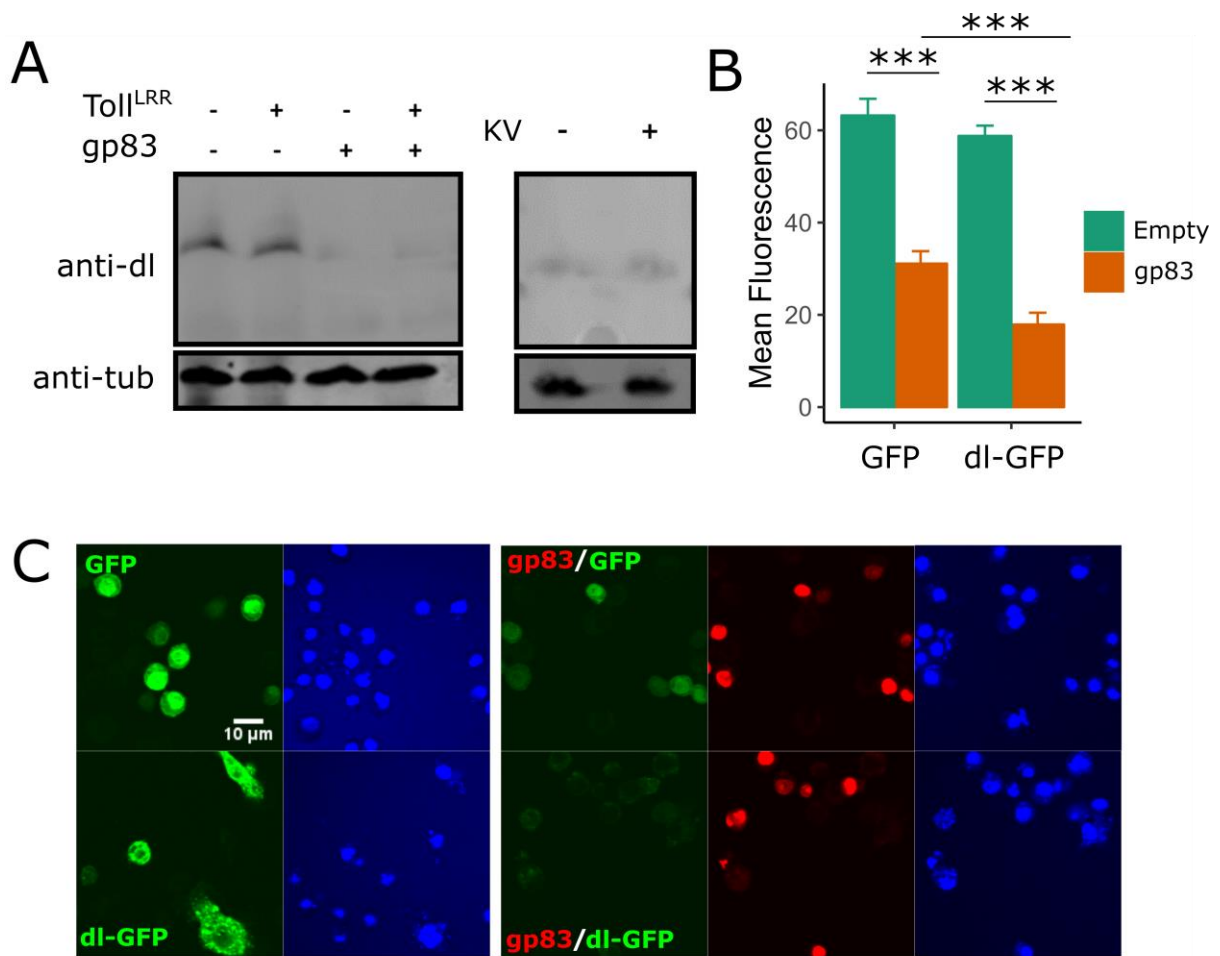 A
Toll^LRR - + - +
gp83 - - + +
anti-dl
anti-tub
KV - +
B
***
***
***
Mean Fluorescence
60
40
20
0
GFP
dl-GFP
Empty
gp83
C
GFP
10 μm
dl-GFP
gp83/GFP
gp83/dl-GFP